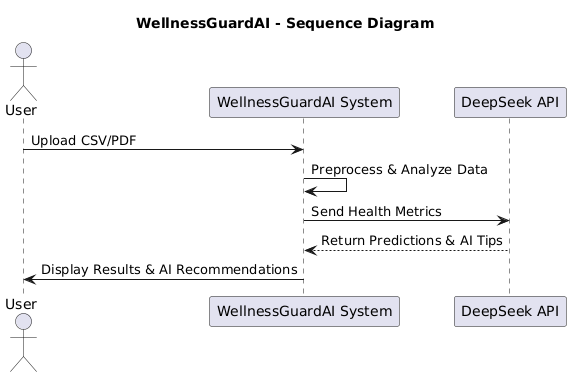 WellnessGuardAI - Sequence Diagram
User
WellnessGuardAI System
DeepSeek API
Upload CSV/PDF
Preprocess & Analyze Data
Send Health Metrics
Return Predictions & AI Tips
Display Results & AI Recommendations
User
WellnessGuardAI System
DeepSeek API